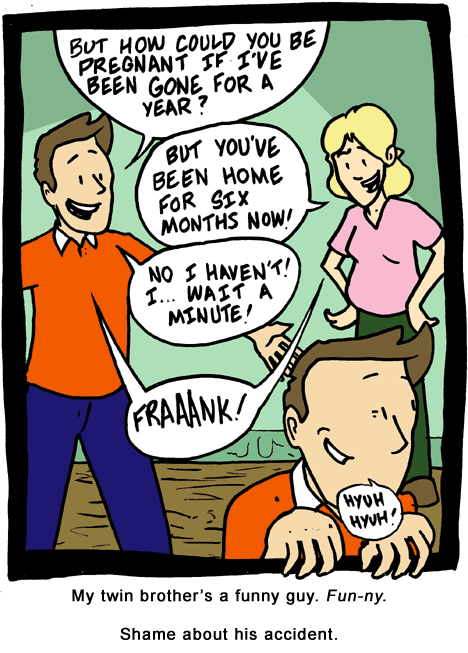 BUT HOW COULD YOU BE
PREGNANT IF I'VE
BEEN GONE FOR A
YEAR?
BUT YOU'VE
BEEN HOME
FOR SIX
MONTHS NOW!
NO I HAVEN'T!
I... WAIT A
MINUTE!
FRAAANK!
HYUH
HYUH!
My twin brother's a funny guy. Fun-ny.
Shame about his accident.